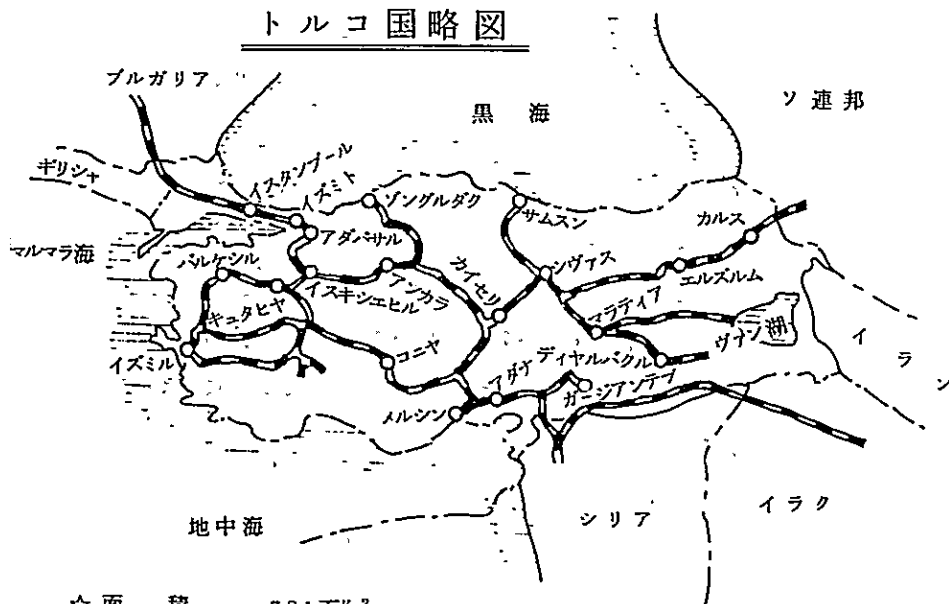 トルコ国略図
ブルガリア
黒海
ソ連邦
ギリシャ
イスタンブール
イズミト
ゾングルダク
サムスン
カルス
アダパサル
マルマラ海
バルケシル
イスキシェヒル
アンカラ
カイセリ
シヴァス
エルズルム
キュタヒヤ
マラティア
ヴァン湖
イラン
イズミル
コニヤ
アダナ
ディヤルバクル
ガージアンテプ
メルシン
地中海
シリア
イラク